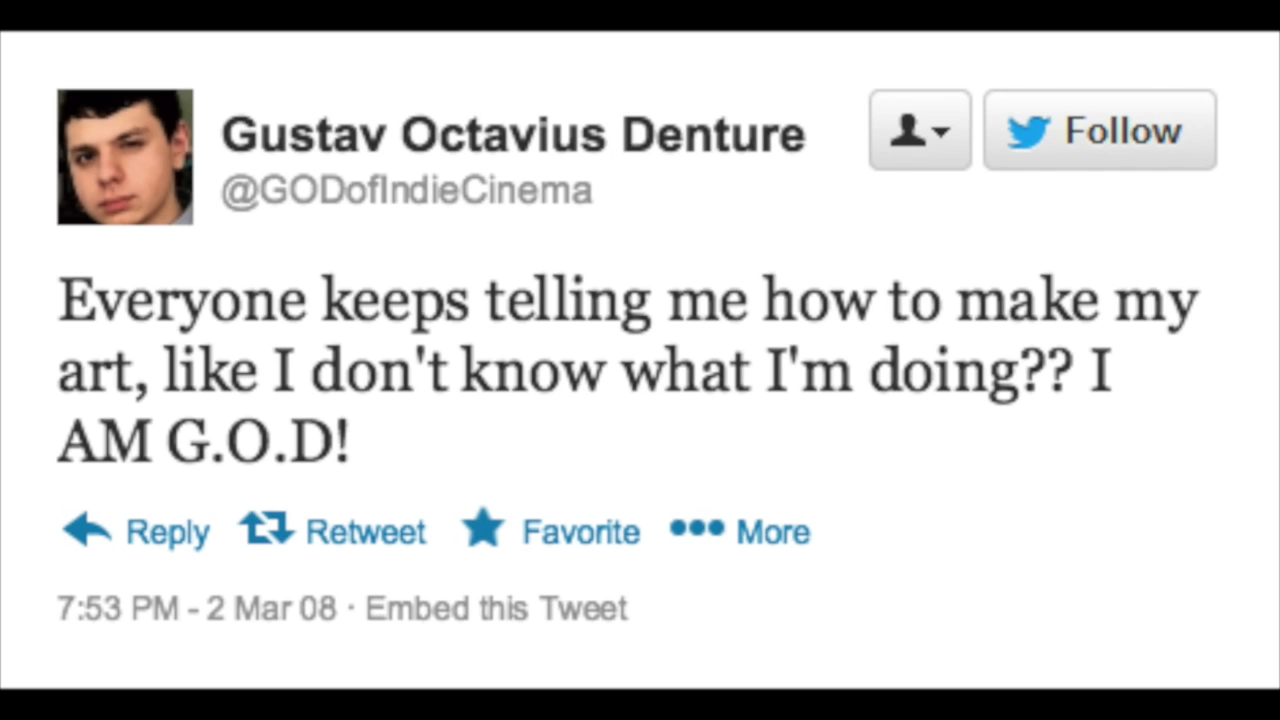 Gustav Octavius Denture
@GODofIndieCinema
Follow
Everyone keeps telling me how to make my
art, like I don't know what I'm doing?? I
AM G.O.D!
Reply Retweet Favorite More
7:53 PM - 2 Mar 08 · Embed this Tweet